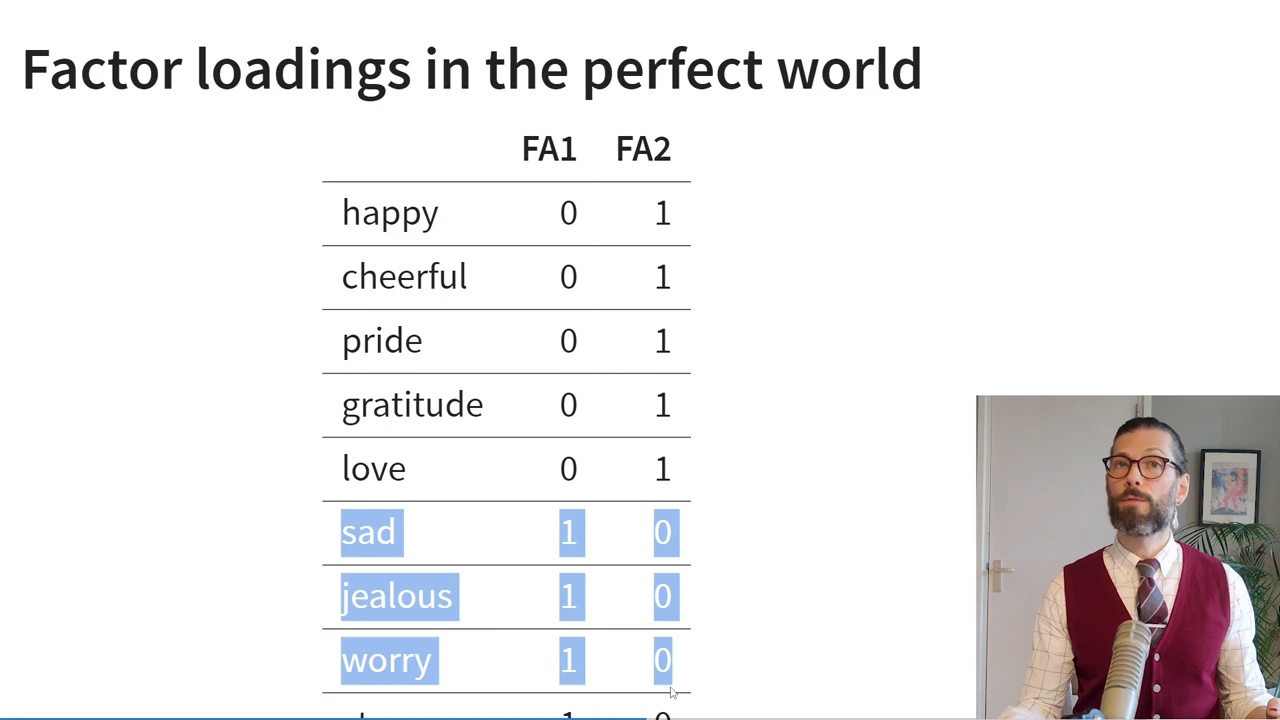 Factor loadings in the perfect world
FA1 FA2
happy 0 1
cheerful 0 1
pride 0 1
gratitude 0 1
love 0 1
sad 1 0
jealous 1 0
worry 1 0